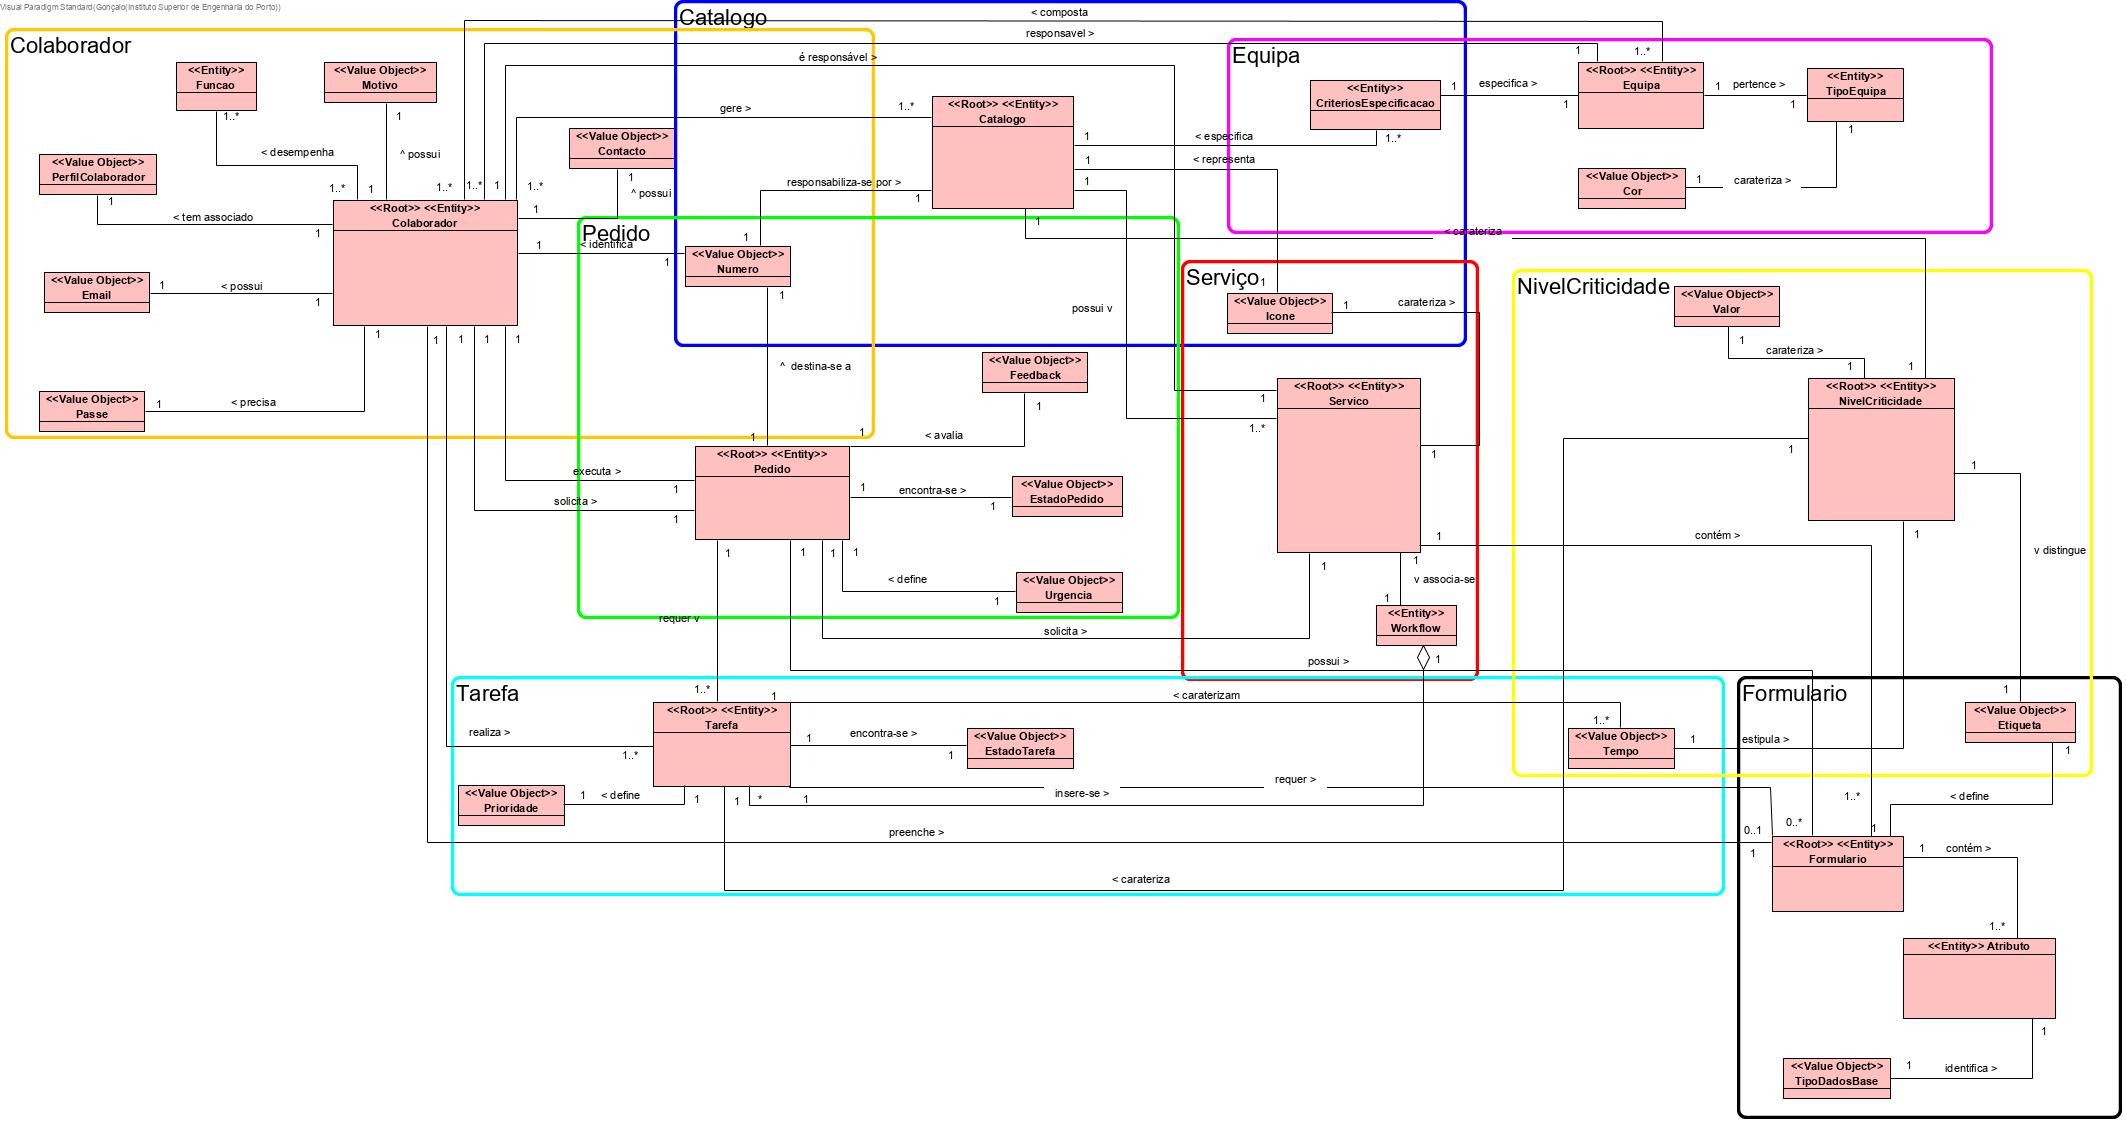 Visual Paradigm Standard(Gonçalo(Instituto Superior de Engenharia do Porto))
Colaborador
<<Entity>>
Funcao
1..*
<<Value Object>>
Motivo
1
< desempenha
^ possui
<<Value Object>>
PerfilColaborador
1
< tem associado
1
1..*
1
1..*
1..*
1
1..*
<<Root>> <<Entity>>
Colaborador
<<Value Object>>
Contacto
1
^ possui
1
1
< identifica
1
<<Value Object>>
Email
1
< possui
1
<<Value Object>>
Passe
1
< precisa
1
1
1
1
1
Catalogo
< composta
responsavel >
é responsável >
gere >
1..*
<<Root>> <<Entity>>
Catalogo
1
< especifica
1
< representa
1
responsabiliza-se por >
1
1
1
< carateriza
possui v
Equipa
<<Entity>>
CriteriosEspecificacao
1..*
1
especifica >
1
1
1..*
<<Root>> <<Entity>>
Equipa
1
pertence >
1
<<Entity>>
TipoEquipa
1
<<Value Object>>
Cor
1
carateriza >
Pedido
<<Value Object>>
Numero
1
^ destina-se a
1
<<Value Object>>
Feedback
1
< avalia
1
<<Root>> <<Entity>>
Pedido
executa >
1
solicita >
1
1
encontra-se >
1
<<Value Object>>
EstadoPedido
1
1
1
1
< define
1
<<Value Object>>
Urgencia
requer v
solicita >
possui >
Serviço
1
<<Value Object>>
Icone
1
carateriza >
<<Root>> <<Entity>>
Servico
1
1..*
1
1
contém >
1
1
v associa-se
1
<<Entity>>
Workflow
1
NivelCriticidade
<<Value Object>>
Valor
1
carateriza >
1
1
<<Root>> <<Entity>>
NivelCriticidade
1
1
1
v distingue
1
<<Value Object>>
Etiqueta
1
Tarefa
1..*
1
< caraterizam
1..*
<<Root>> <<Entity>>
Tarefa
realiza >
1..*
1
encontra-se >
1
<<Value Object>>
EstadoTarefa
<<Value Object>>
Tempo
1
estipula >
<<Value Object>>
Prioridade
1
< define
1
1
*
1
insere-se >
requer >
preenche >
< carateriza
Formulario
1..*
0..*
0..1
1
1
< define
<<Root>> <<Entity>>
Formulario
1
contém >
1..*
<<Entity>> Atributo
1
<<Value Object>>
TipoDadosBase
1
identifica >